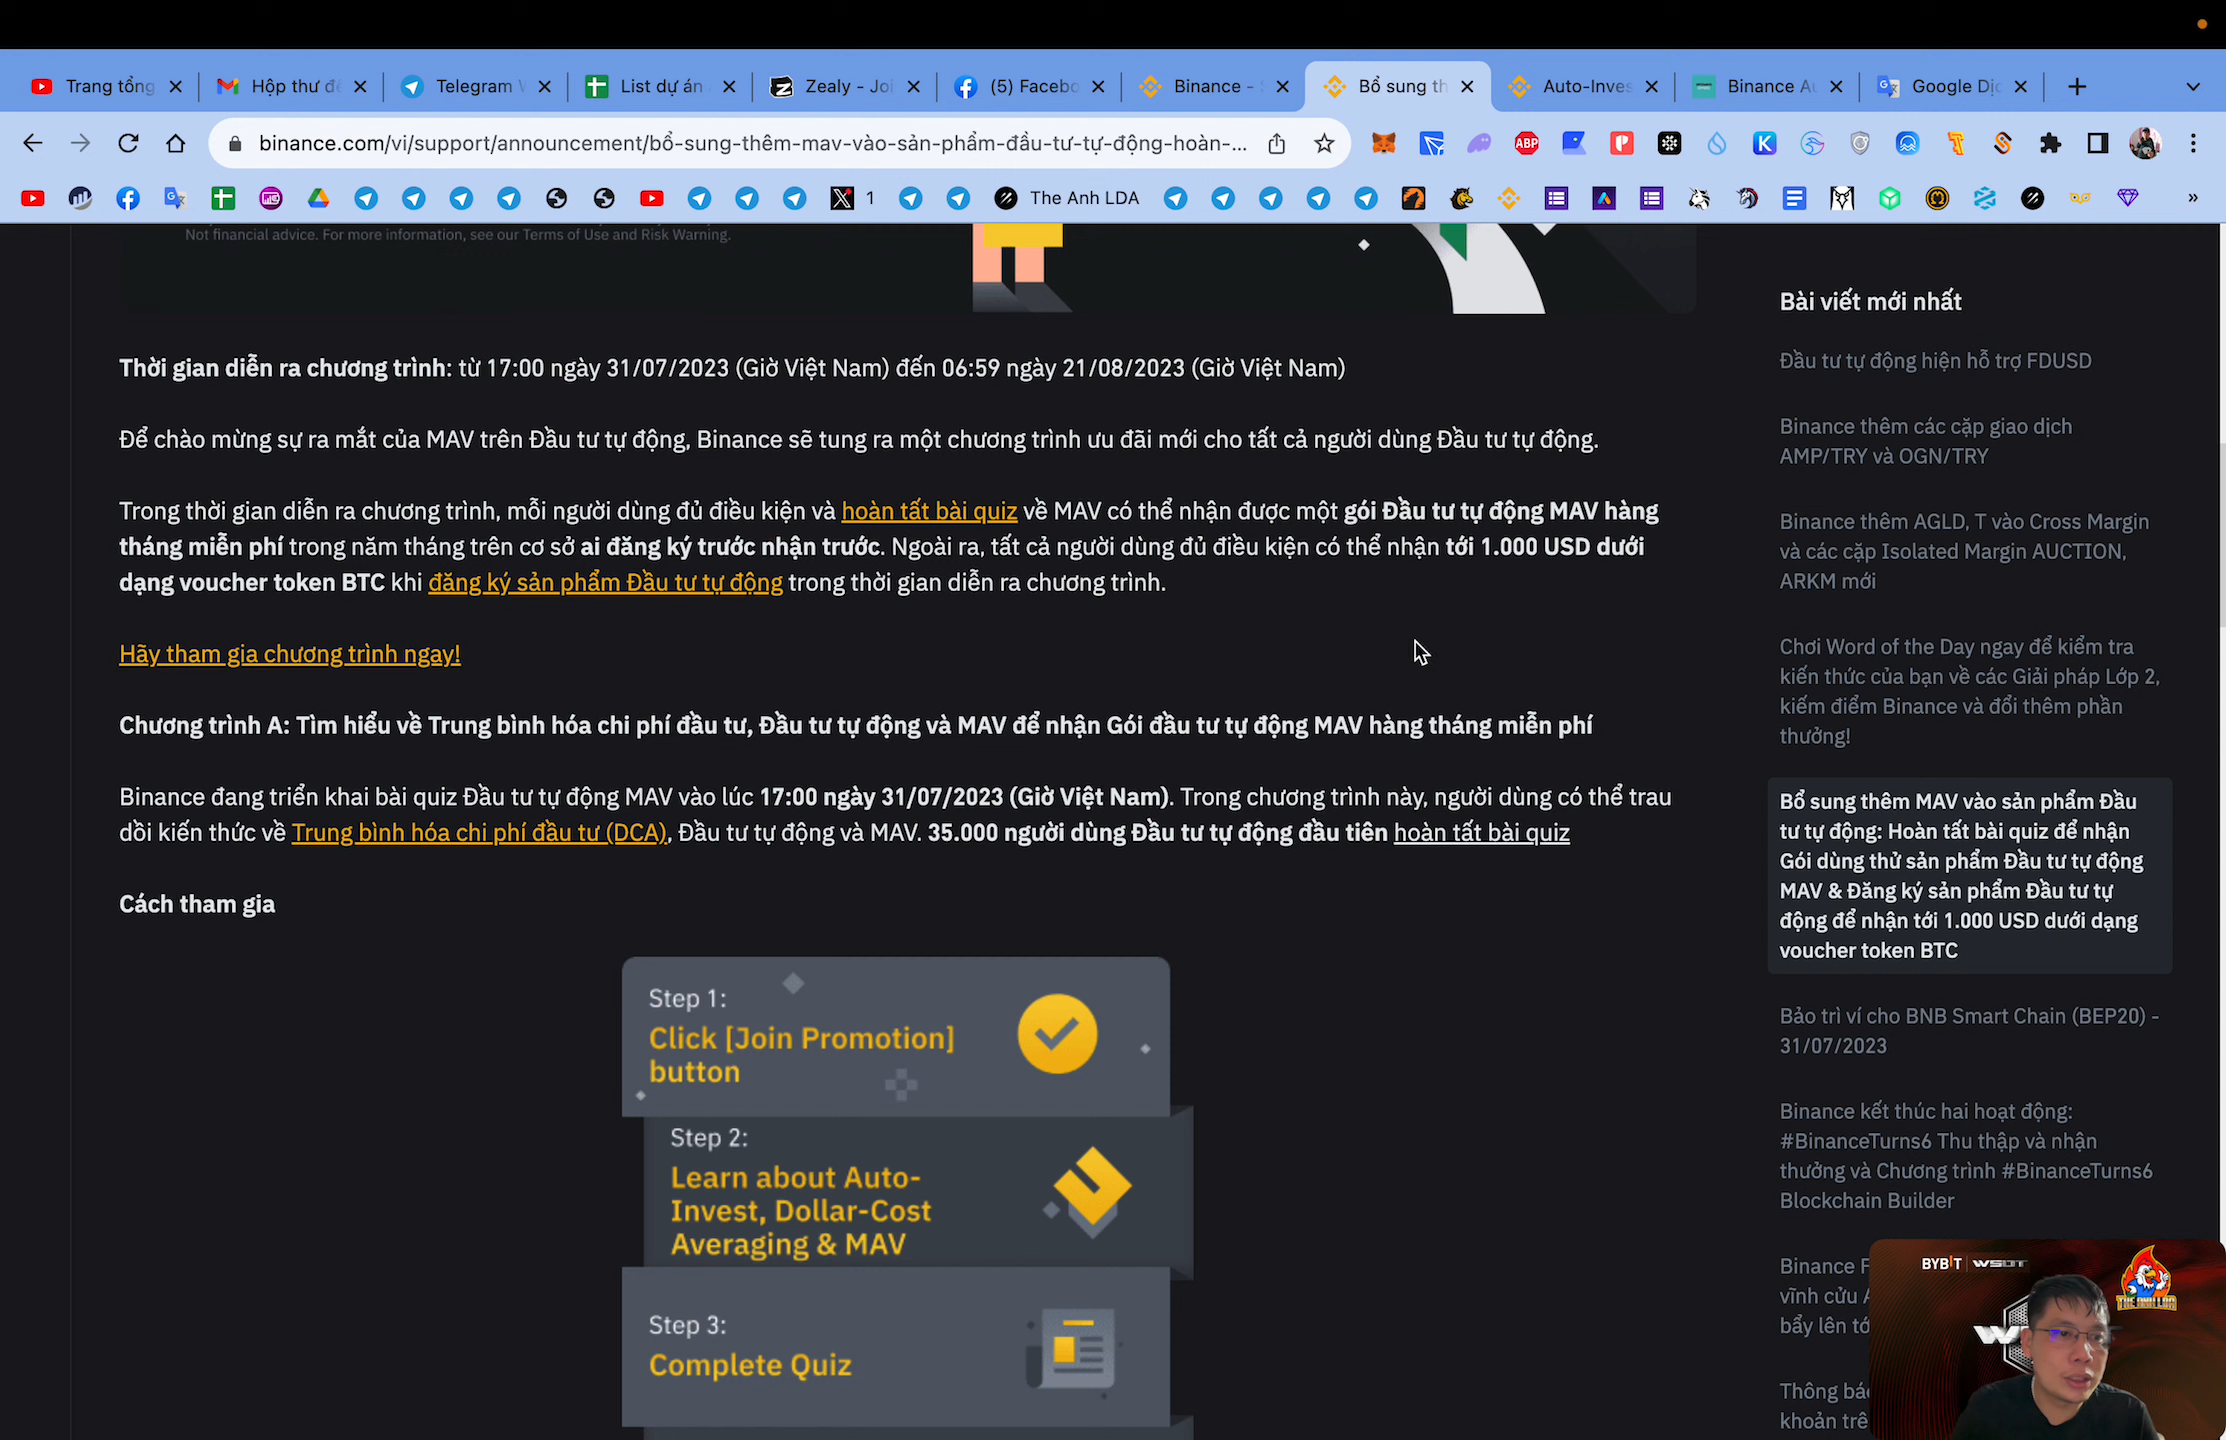 Trang tổng
Hộp thư đế
Telegram
List dự án
Zealy - Joi
(5) Facebo
Binance -
Bổ sung th
Auto-Inves
Binance Au
Google Dịc
binance.com/vi/support/announcement/bổ-sung-thêm-mav-vào-sản-phẩm-đầu-tư-tự-động-hoàn-...
ABP
1
The Anh LDA
Not financial advice. For more information, see our Terms of Use and Risk Warning.
Thời gian diễn ra chương trình: từ 17:00 ngày 31/07/2023 (Giờ Việt Nam) đến 06:59 ngày 21/08/2023 (Giờ Việt Nam)
Để chào mừng sự ra mắt của MAV trên Đầu tư tự động, Binance sẽ tung ra một chương trình ưu đãi mới cho tất cả người dùng Đầu tư tự động.
Trong thời gian diễn ra chương trình, mỗi người dùng đủ điều kiện và hoàn tất bài quiz về MAV có thể nhận được một gói Đầu tư tự động MAV hàng
tháng miễn phí trong năm tháng trên cơ sở ai đăng ký trước nhận trước. Ngoài ra, tất cả người dùng đủ điều kiện có thể nhận tới 1.000 USD dưới
dạng voucher token BTC khi đăng ký sản phẩm Đầu tư tự động trong thời gian diễn ra chương trình.
Hãy tham gia chương trình ngay!
Chương trình A: Tìm hiểu về Trung bình hóa chi phí đầu tư, Đầu tư tự động và MAV để nhận Gói đầu tư tự động MAV hàng tháng miễn phí
Binance đang triển khai bài quiz Đầu tư tự động MAV vào lúc 17:00 ngày 31/07/2023 (Giờ Việt Nam). Trong chương trình này, người dùng có thể trau
dồi kiến thức về Trung bình hóa chi phí đầu tư (DCA), Đầu tư tự động và MAV. 35.000 người dùng Đầu tư tự động đầu tiên hoàn tất bài quiz
Cách tham gia
Step 1:
Click [Join Promotion]
button
Step 2:
Learn about Auto-
Invest, Dollar-Cost
Averaging & MAV
Step 3:
Complete Quiz
Bài viết mới nhất
Đầu tư tự động hiện hỗ trợ FDUSD
Binance thêm các cặp giao dịch
AMP/TRY và OGN/TRY
Binance thêm AGLD, T vào Cross Margin
và các cặp Isolated Margin AUCTION,
ARKM mới
Chơi Word of the Day ngay để kiểm tra
kiến thức của bạn về các Giải pháp Lớp 2,
kiếm điểm Binance và đổi thêm phần
thưởng!
Bổ sung thêm MAV vào sản phẩm Đầu
tư tự động: Hoàn tất bài quiz để nhận
Gói dùng thử sản phẩm Đầu tư tự động
MAV & Đăng ký sản phẩm Đầu tư tự
động để nhận tới 1.000 USD dưới dạng
voucher token BTC
Bảo trì ví cho BNB Smart Chain (BEP20) -
31/07/2023
Binance kết thúc hai hoạt động:
#BinanceTurns6 Thu thập và nhận
thưởng và Chương trình #BinanceTurns6
Blockchain Builder
Binance F
vĩnh cửu
bẩy lên tớ
Thông bá
khoản trê
BYBIT | WSOT
THE ANH LDA